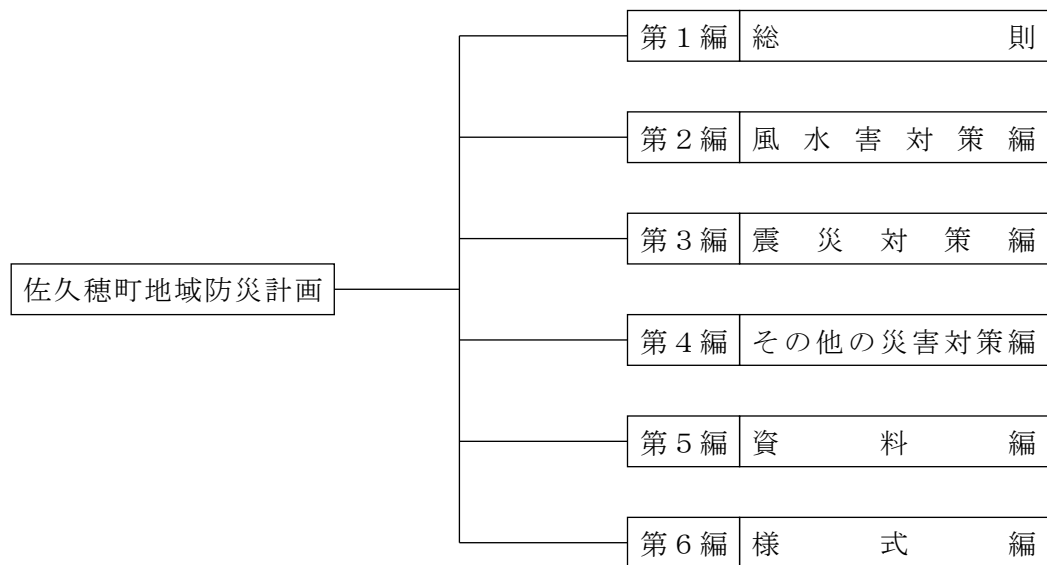 第１編 総則
第２編 風水害対策編
第３編 震災対策編
佐久穂町地域防災計画
第４編 その他の災害対策編
第５編 資料編
第６編 様式編